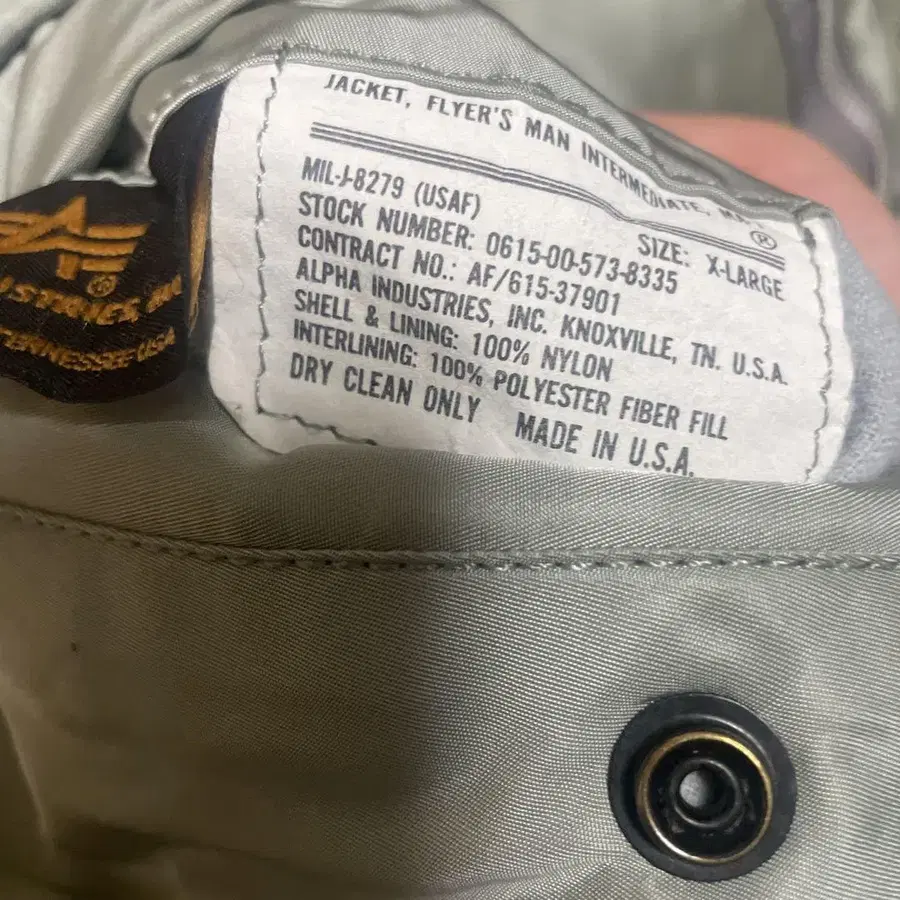 JACKET, FLYER'S MAN INTERMEDIATE,
®
SIZE: X-LARGE
MIL-J-8279 (USAF)
STOCK NUMBER: 0615-00-573-8335
CONTRACT NO.: AF/615-37901
ALPHA INDUSTRIES, INC. KNOXVILLE, TN. U.S.A.
SHELL & LINING: 100% NYLON
INTERLINING: 100% POLYESTER FIBER FILL
DRY CLEAN ONLY MADE IN U.S.A.